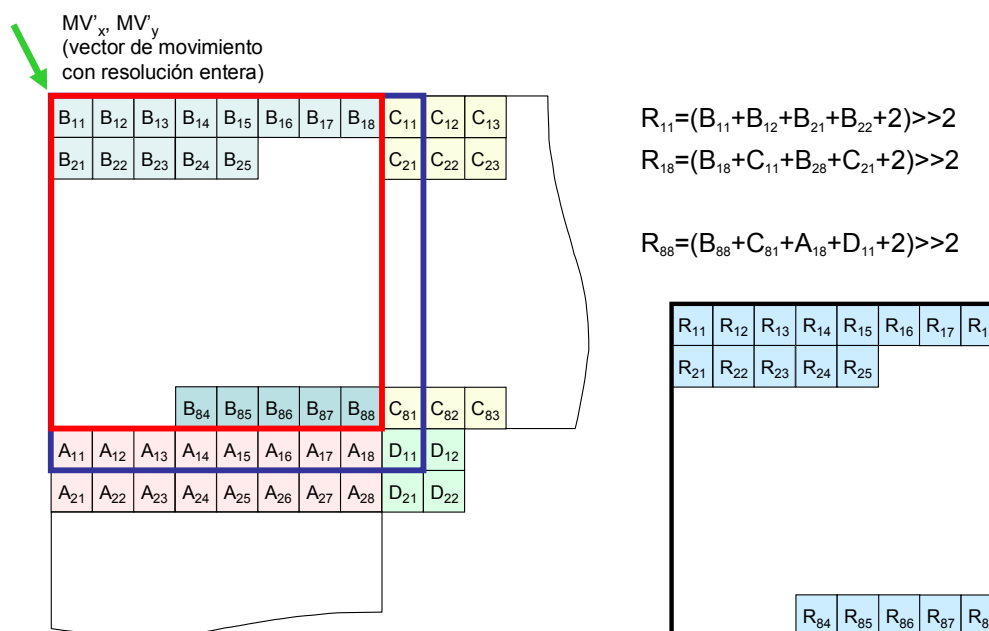 MV'x, MV'y
(vector de movimiento
con resolución entera)
B11 B12 B13 B14 B15 B16 B17 B18 C11 C12 C13
B21 B22 B23 B24 B25 C21 C22 C23
B84 B85 B86 B87 B88 C81 C82 C83
A11 A12 A13 A14 A15 A16 A17 A18 D11 D12
A21 A22 A23 A24 A25 A26 A27 A28 D21 D22
R11=(B11+B12+B21+B22+2)>>2
R18=(B18+C11+B28+C21+2)>>2
R88=(B88+C81+A18+D11+2)>>2
R11 R12 R13 R14 R15 R16 R17
R21 R22 R23 R24 R25
R84 R85 R86 R87